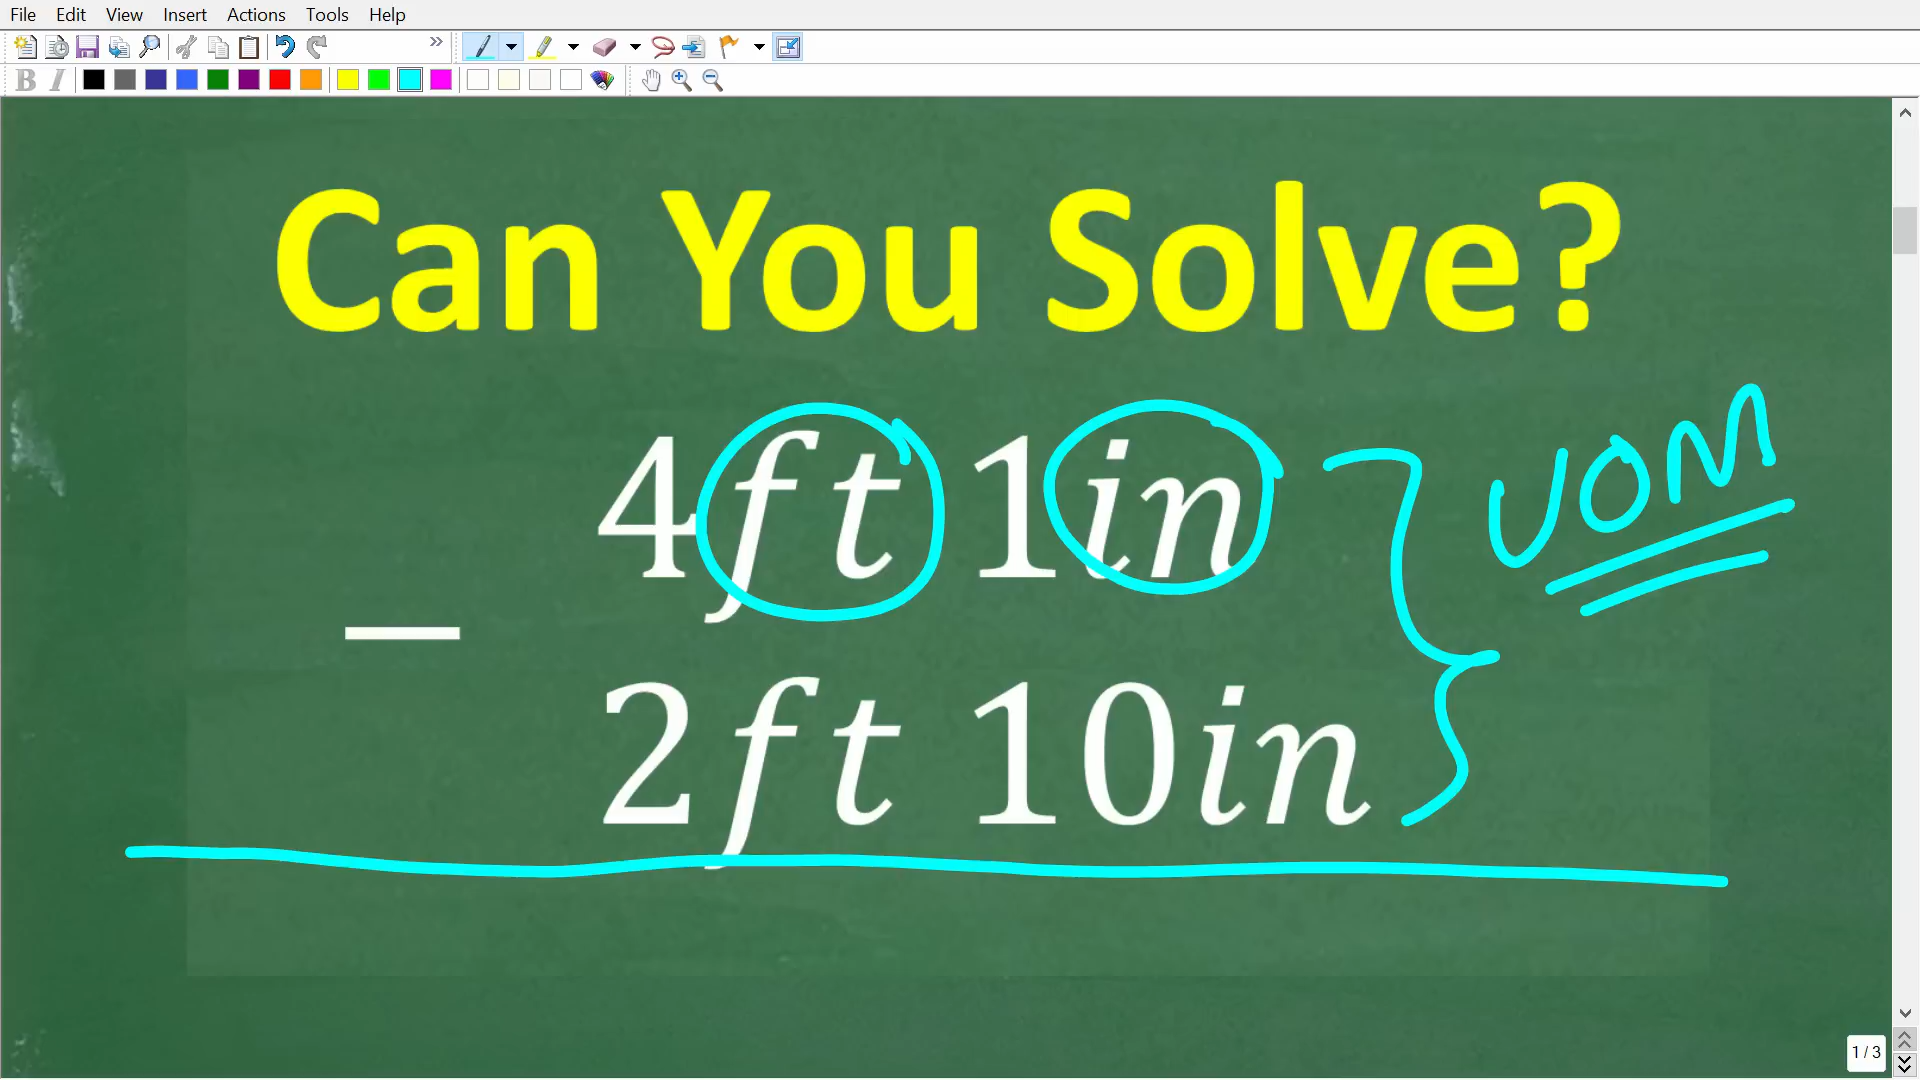 File Edit View Insert Actions Tools Help
B I
Can You Solve?
4ft 1in
UOM
−
2ft 10in
1 / 3